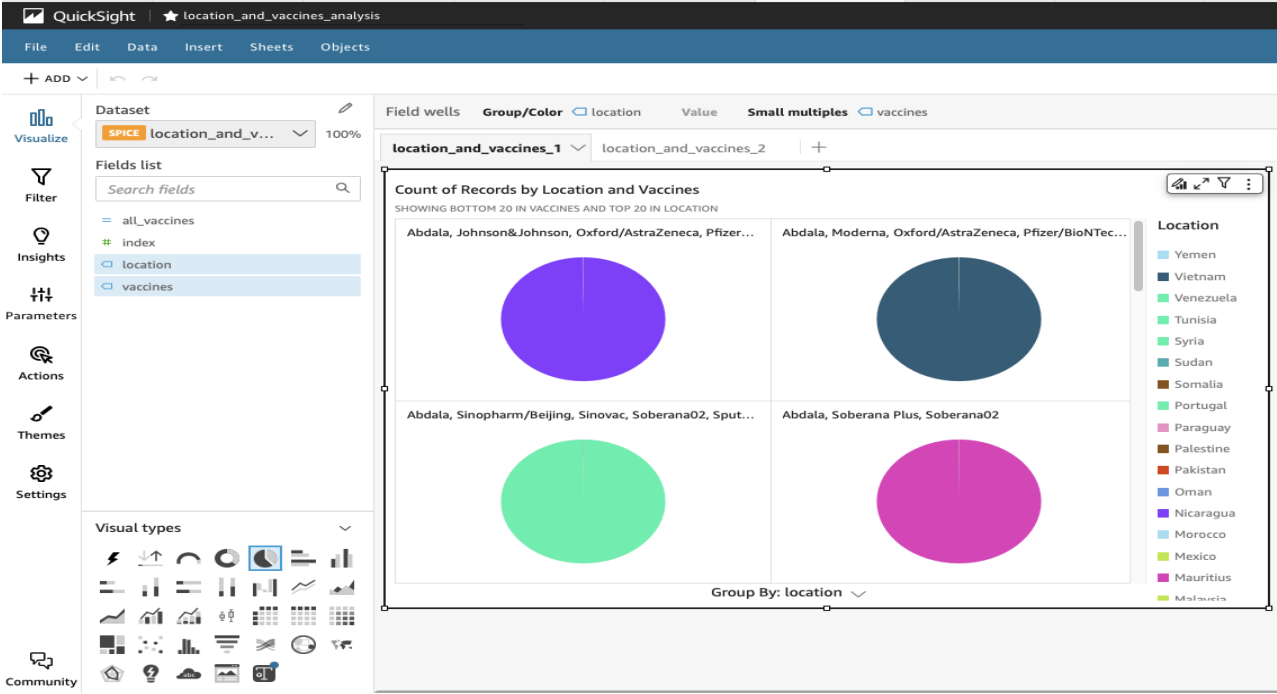 QuickSight location_and_vaccines_analysis
File Edit Data Insert Sheets Objects
ADD
Visualize
Filter
Insights
Parameters
Actions
Themes
Settings
Community
Dataset
SPICE location_and_v... 100%
Fields list
Search fields
all_vaccines
index
location
vaccines
Visual types
Field wells Group/Color location Value Small multiples vaccines
location_and_vaccines_1 location_and_vaccines_2
Count of Records by Location and Vaccines
SHOWING BOTTOM 20 IN VACCINES AND TOP 20 IN LOCATION
Abdala, Johnson&Johnson, Oxford/AstraZeneca, Pfizer...
Abdala, Moderna, Oxford/AstraZeneca, Pfizer/BioNTec...
Abdala, Sinopharm/Beijing, Sinovac, Soberana02, Sput...
Abdala, Soberana Plus, Soberana02
Group By: location
Location
Yemen
Vietnam
Venezuela
Tunisia
Syria
Sudan
Somalia
Portugal
Paraguay
Palestine
Pakistan
Oman
Nicaragua
Morocco
Mexico
Mauritius
Malaysia